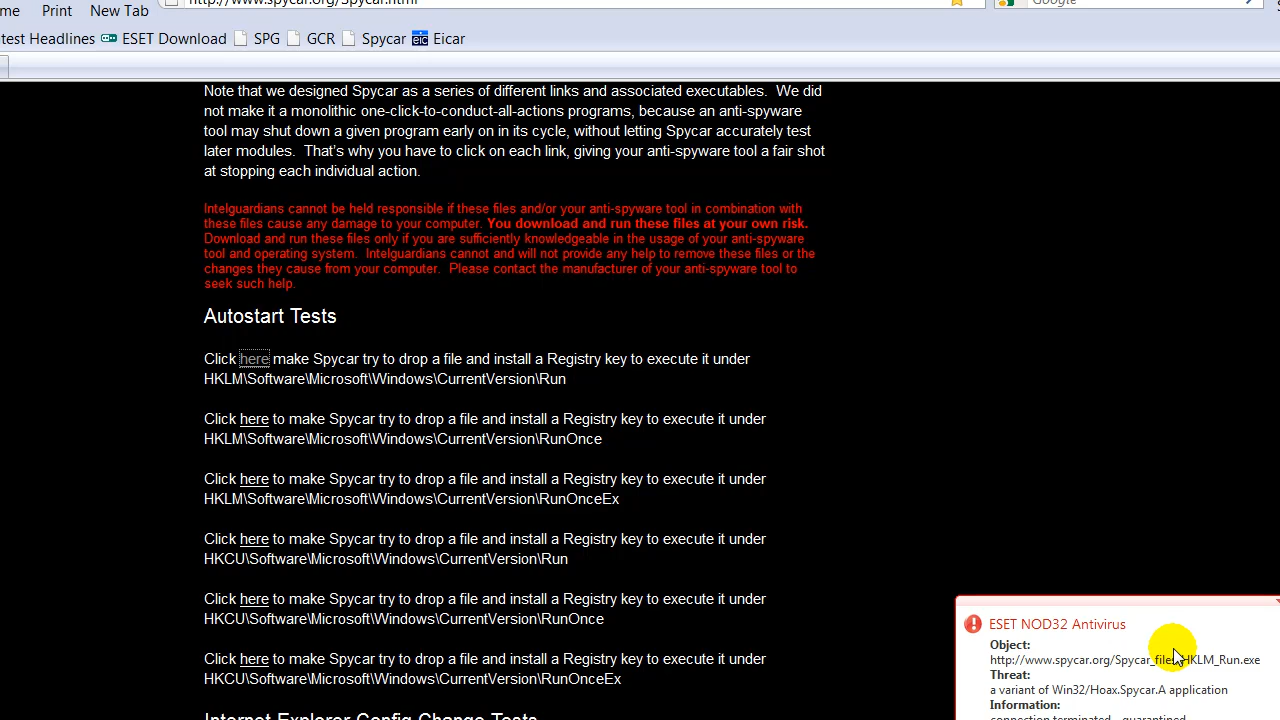 Print New Tab
http://www.spycar.org/Spycar.html
Google
test Headlines ESET Download SPG GCR Spycar eic Eicar
Note that we designed Spycar as a series of different links and associated executables. We did
not make it a monolithic one-click-to-conduct-all-actions programs, because an anti-spyware
tool may shut down a given program early on in its cycle, without letting Spycar accurately test
later modules. That's why you have to click on each link, giving your anti-spyware tool a fair shot
at stopping each individual action.
Intelguardians cannot be held responsible if these files and/or your anti-spyware tool in combination with
these files cause any damage to your computer. You download and run these files at your own risk.
Download and run these files only if you are sufficiently knowledgeable in the usage of your anti-spyware
tool and operating system. Intelguardians cannot and will not provide any help to remove these files or the
changes they cause from your computer. Please contact the manufacturer of your anti-spyware tool to
seek such help.
Autostart Tests
Click here make Spycar try to drop a file and install a Registry key to execute it under
HKLM\Software\Microsoft\Windows\CurrentVersion\Run
Click here to make Spycar try to drop a file and install a Registry key to execute it under
HKLM\Software\Microsoft\Windows\CurrentVersion\RunOnce
Click here to make Spycar try to drop a file and install a Registry key to execute it under
HKLM\Software\Microsoft\Windows\CurrentVersion\RunOnceEx
Click here to make Spycar try to drop a file and install a Registry key to execute it under
HKCU\Software\Microsoft\Windows\CurrentVersion\Run
Click here to make Spycar try to drop a file and install a Registry key to execute it under
HKCU\Software\Microsoft\Windows\CurrentVersion\RunOnce
Click here to make Spycar try to drop a file and install a Registry key to execute it under
HKCU\Software\Microsoft\Windows\CurrentVersion\RunOnceEx
Internet Explorer Config Change Tests
ESET NOD32 Antivirus
Object:
http://www.spycar.org/Spycar_files/HKLM_Run.exe
Threat:
a variant of Win32/Hoax.Spycar.A application
Information:
connection terminated - quarantined